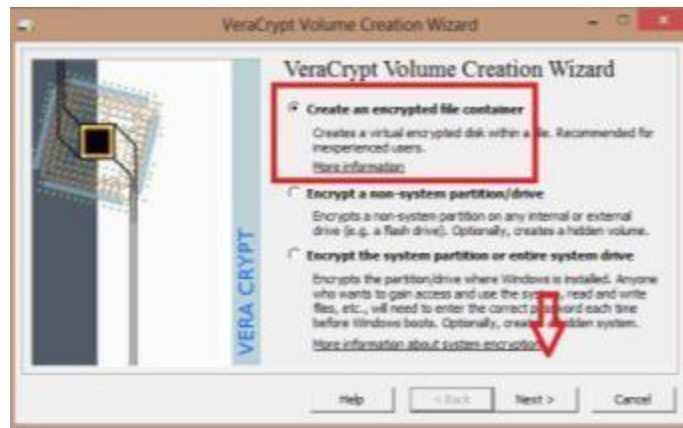 VeraCrypt Volume Creation Wizard
VeraCrypt Volume Creation Wizard
Create an encrypted file container
Creates a virtual encrypted disk within a file. Recommended for
inexperienced users.
More information
Encrypt a non-system partition/drive
Encrypts a non-system partition on any internal or external
drive (e.g. a flash drive). Optionally, creates a hidden volume.
Encrypt the system partition or entire system drive
Encrypts the partition/drive where Windows is installed. Anyone
who wants to gain access and use the system, read and write
files, etc., will need to enter the correct password each time
before Windows boots. Optionally, creates a hidden system.
More information about system encryption
VERA CRYPT
Help
< Back
Next >
Cancel